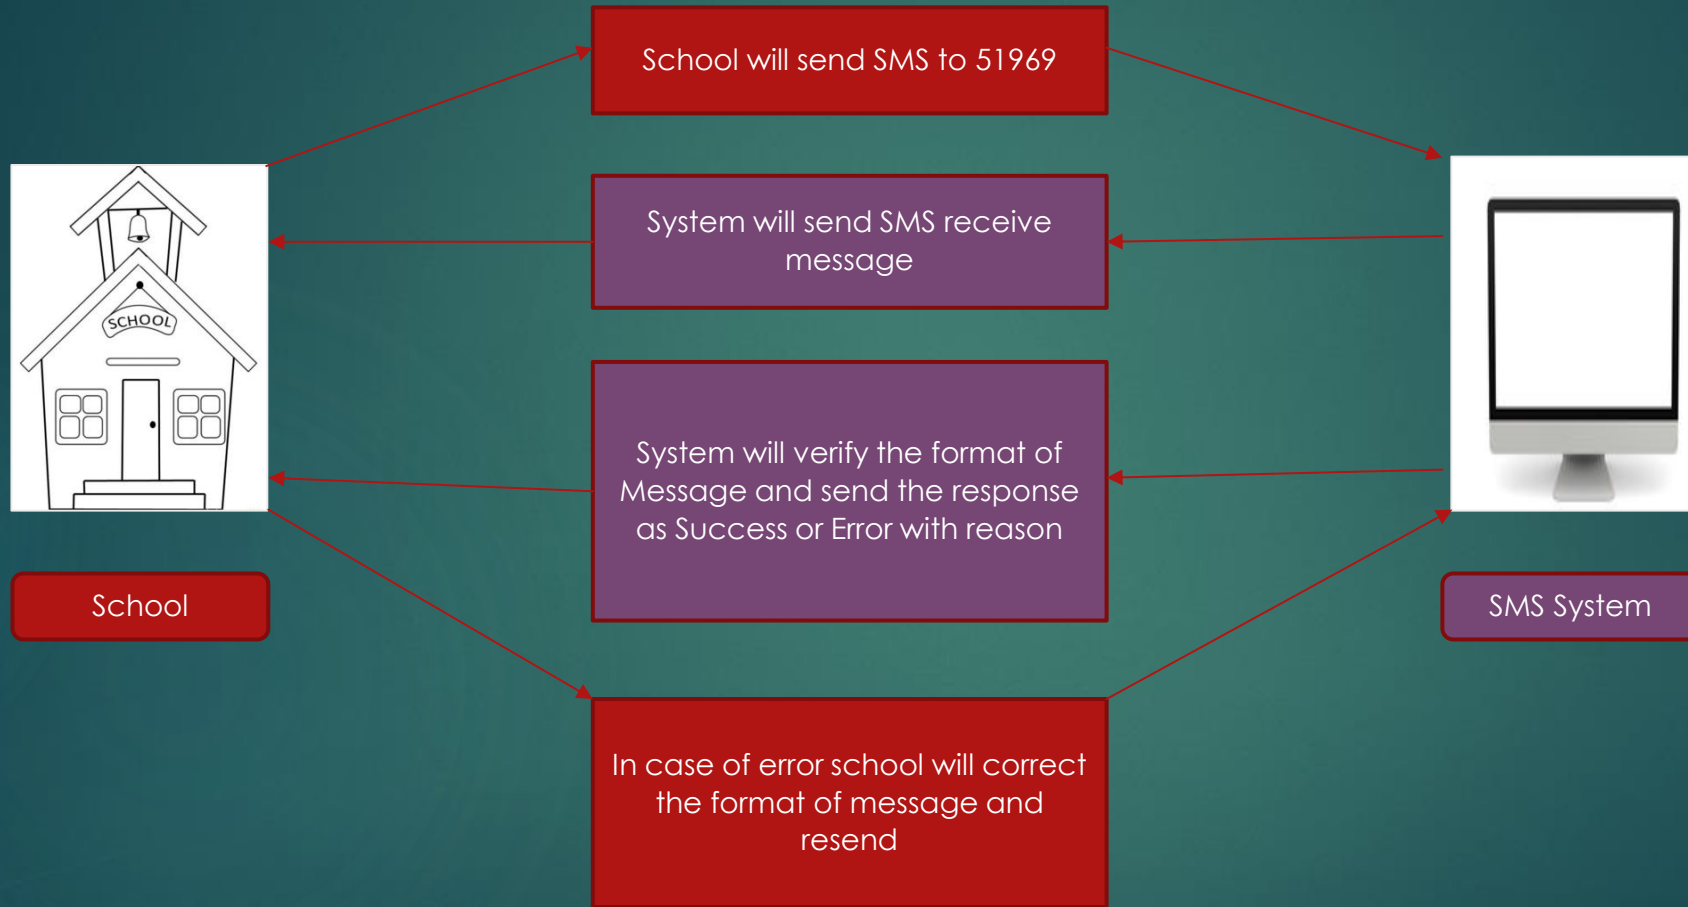 School will send SMS to 51969
System will send SMS receive
message
SCHOOL
System will verify the format of
Message and send the response
as Success or Error with reason
School
SMS System
In case of error school will correct
the format of message and
resend